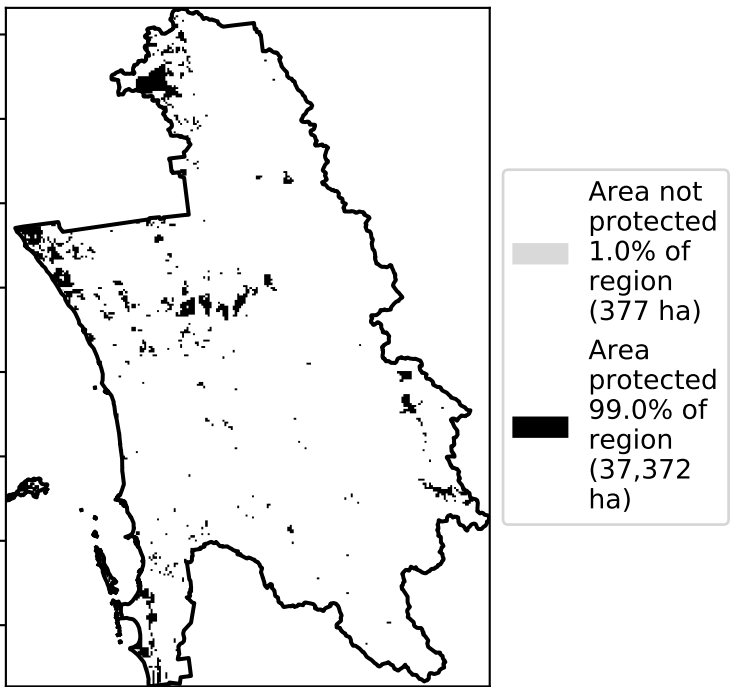 Area not
protected
1.0% of
region
(377 ha)
Area
protected
99.0% of
region
(37,372
ha)